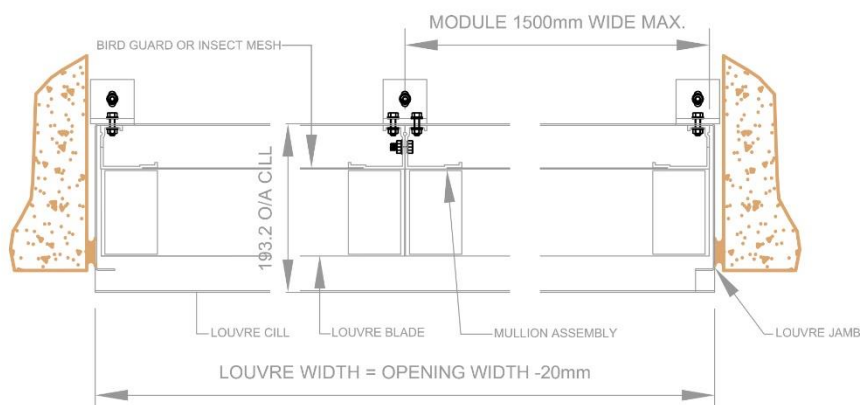 MODULE 1500mm WIDE MAX.
BIRD GUARD OR INSECT MESH
193.2 O/A CILL
LOUVRE CILL
LOUVRE BLADE
MULLION ASSEMBLY
LOUVRE JAMB
LOUVRE WIDTH = OPENING WIDTH -20mm